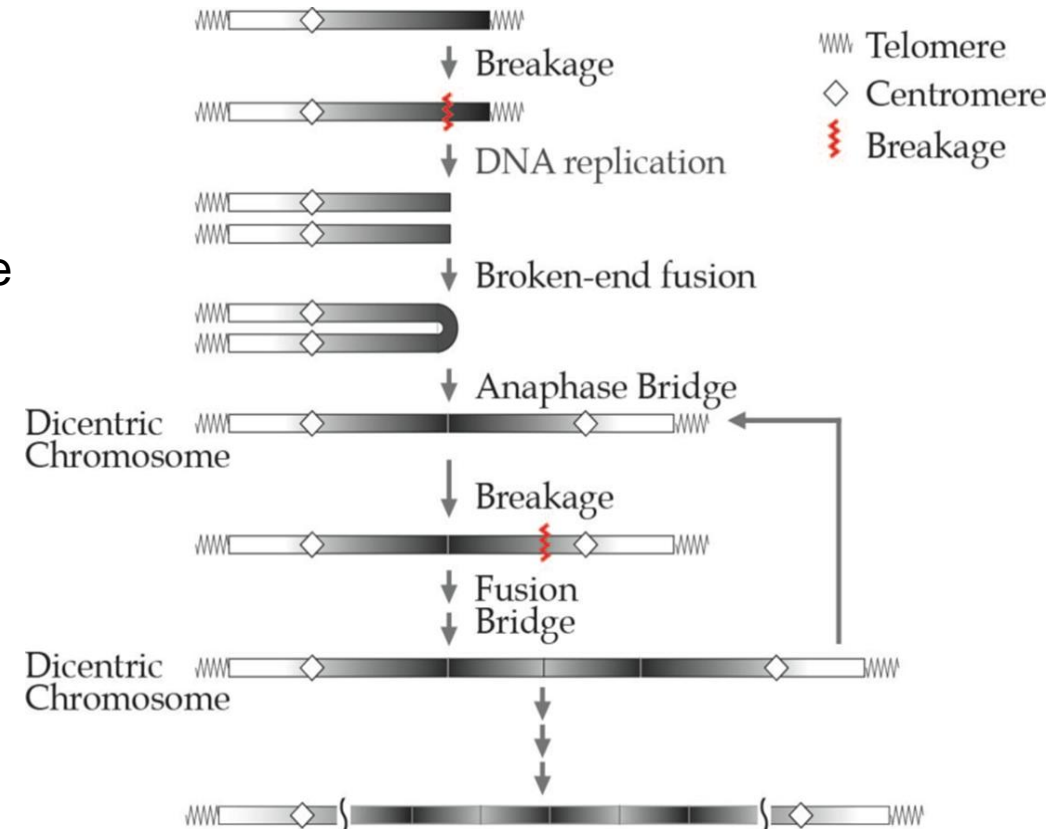 Breakage
DNA replication
Broken-end fusion
Anaphase Bridge
Dicentric
Chromosome
Breakage
Fusion
Bridge
Dicentric
Chromosome
Telomere
Centromere
Breakage
e